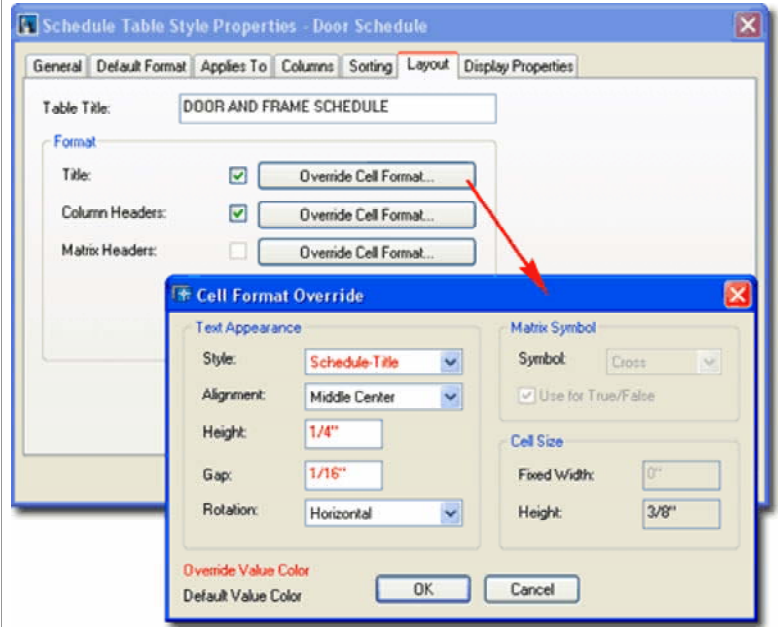 Schedule Table Style Properties - Door Schedule
General Default Format Applies To Columns Sorting Layout Display Properties
Table Title: DOOR AND FRAME SCHEDULE
Format
Title: Override Cell Format...
Column Headers: Override Cell Format...
Matrix Headers: Override Cell Format...
Cell Format Override
Text Appearance
Style: Schedule-Title
Alignment: Middle Center
Height: 1/4"
Gap: 1/16"
Rotation: Horizontal
Matrix Symbol
Symbol: Cross
Use for True/False
Cell Size
Fixed Width: 0"
Height: 3/8"
Override Value Color
Default Value Color
OK Cancel